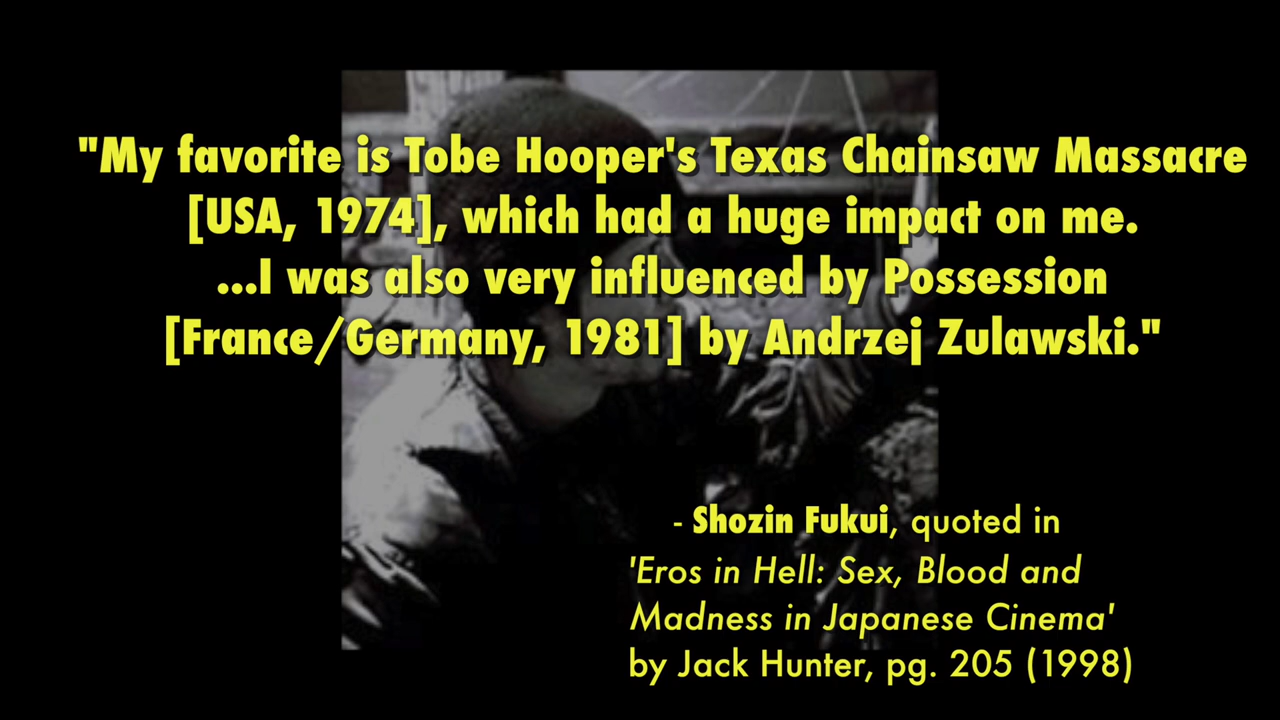 "My favorite is Tobe Hooper's Texas Chainsaw Massacre
[USA, 1974], which had a huge impact on me.
...I was also very influenced by Possession
[France/Germany, 1981] by Andrzej Zulawski."
- Shozin Fukui, quoted in
'Eros in Hell: Sex, Blood and
Madness in Japanese Cinema'
by Jack Hunter, pg. 205 (1998)